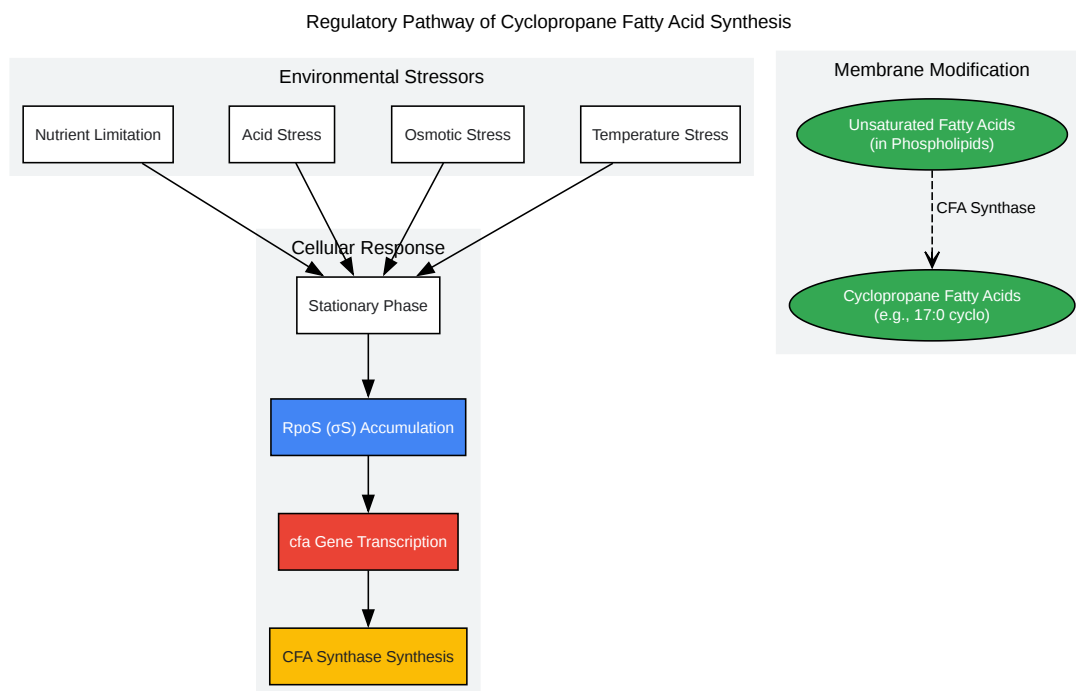 Regulatory Pathway of Cyclopropane Fatty Acid Synthesis
Environmental Stressors
Nutrient Limitation
Acid Stress
Osmotic Stress
Temperature Stress
Cellular Response
Stationary Phase
RpoS (σS) Accumulation
cfa Gene Transcription
CFA Synthase Synthesis
Membrane Modification
Unsaturated Fatty Acids
(in Phospholipids)
CFA Synthase
Cyclopropane Fatty Acids
(e.g., 17:0 cyclo)